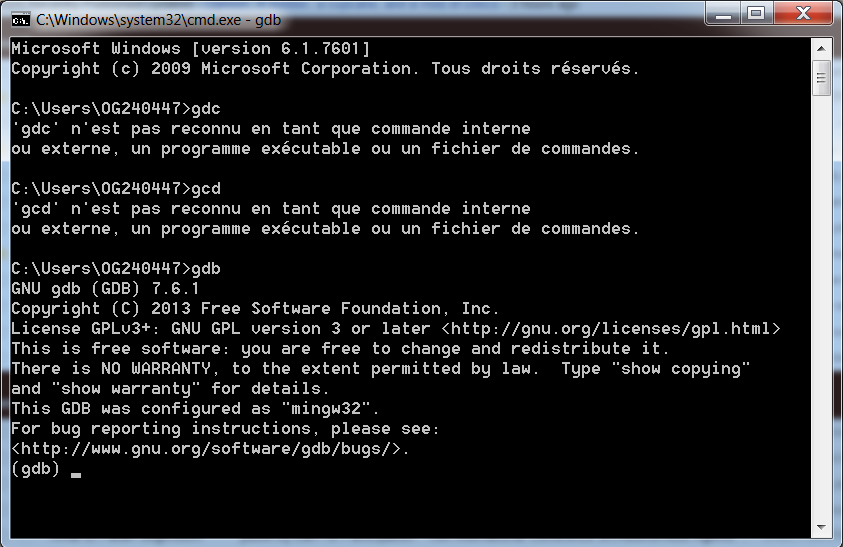 C:\Windows\system32\cmd.exe - gdb
Microsoft Windows [version 6.1.7601]
Copyright (c) 2009 Microsoft Corporation. Tous droits réservés.
C:\Users\OG240447>gdc
'gdc' n'est pas reconnu en tant que commande interne
ou externe, un programme exécutable ou un fichier de commandes.
C:\Users\OG240447>gcd
'gcd' n'est pas reconnu en tant que commande interne
ou externe, un programme exécutable ou un fichier de commandes.
C:\Users\OG240447>gdb
GNU gdb (GDB) 7.6.1
Copyright (C) 2013 Free Software Foundation, Inc.
License GPLv3+: GNU GPL version 3 or later <http://gnu.org/licenses/gpl.html>
This is free software: you are free to change and redistribute it.
There is NO WARRANTY, to the extent permitted by law.  Type "show copying"
and "show warranty" for details.
This GDB was configured as "mingw32".
For bug reporting instructions, please see:
<http://www.gnu.org/software/gdb/bugs/>.
(gdb) _